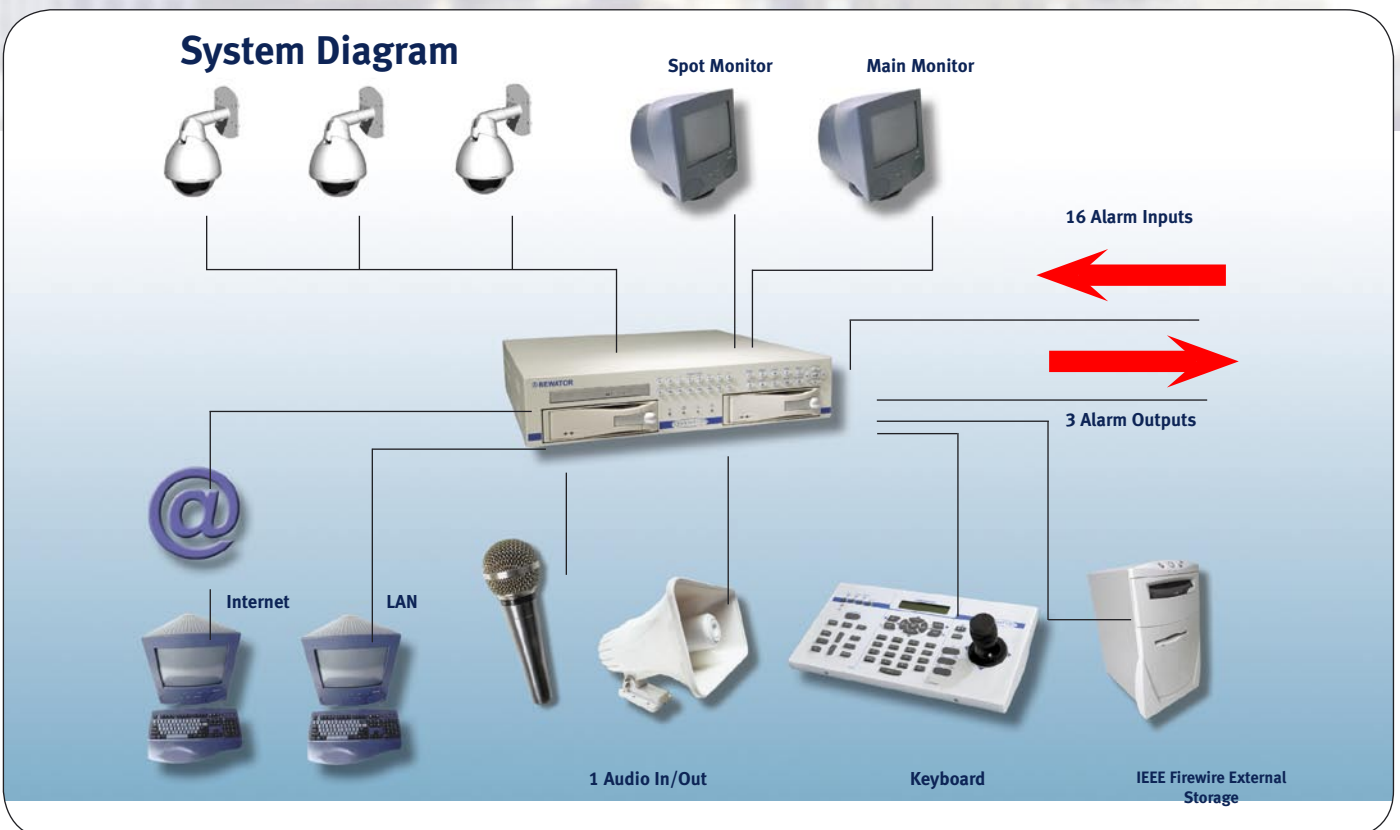 System Diagram
Spot Monitor
Main Monitor
16 Alarm Inputs
BEWATOR
3 Alarm Outputs
@
Internet
LAN
1 Audio In/Out
Keyboard
IEEE Firewire External
Storage